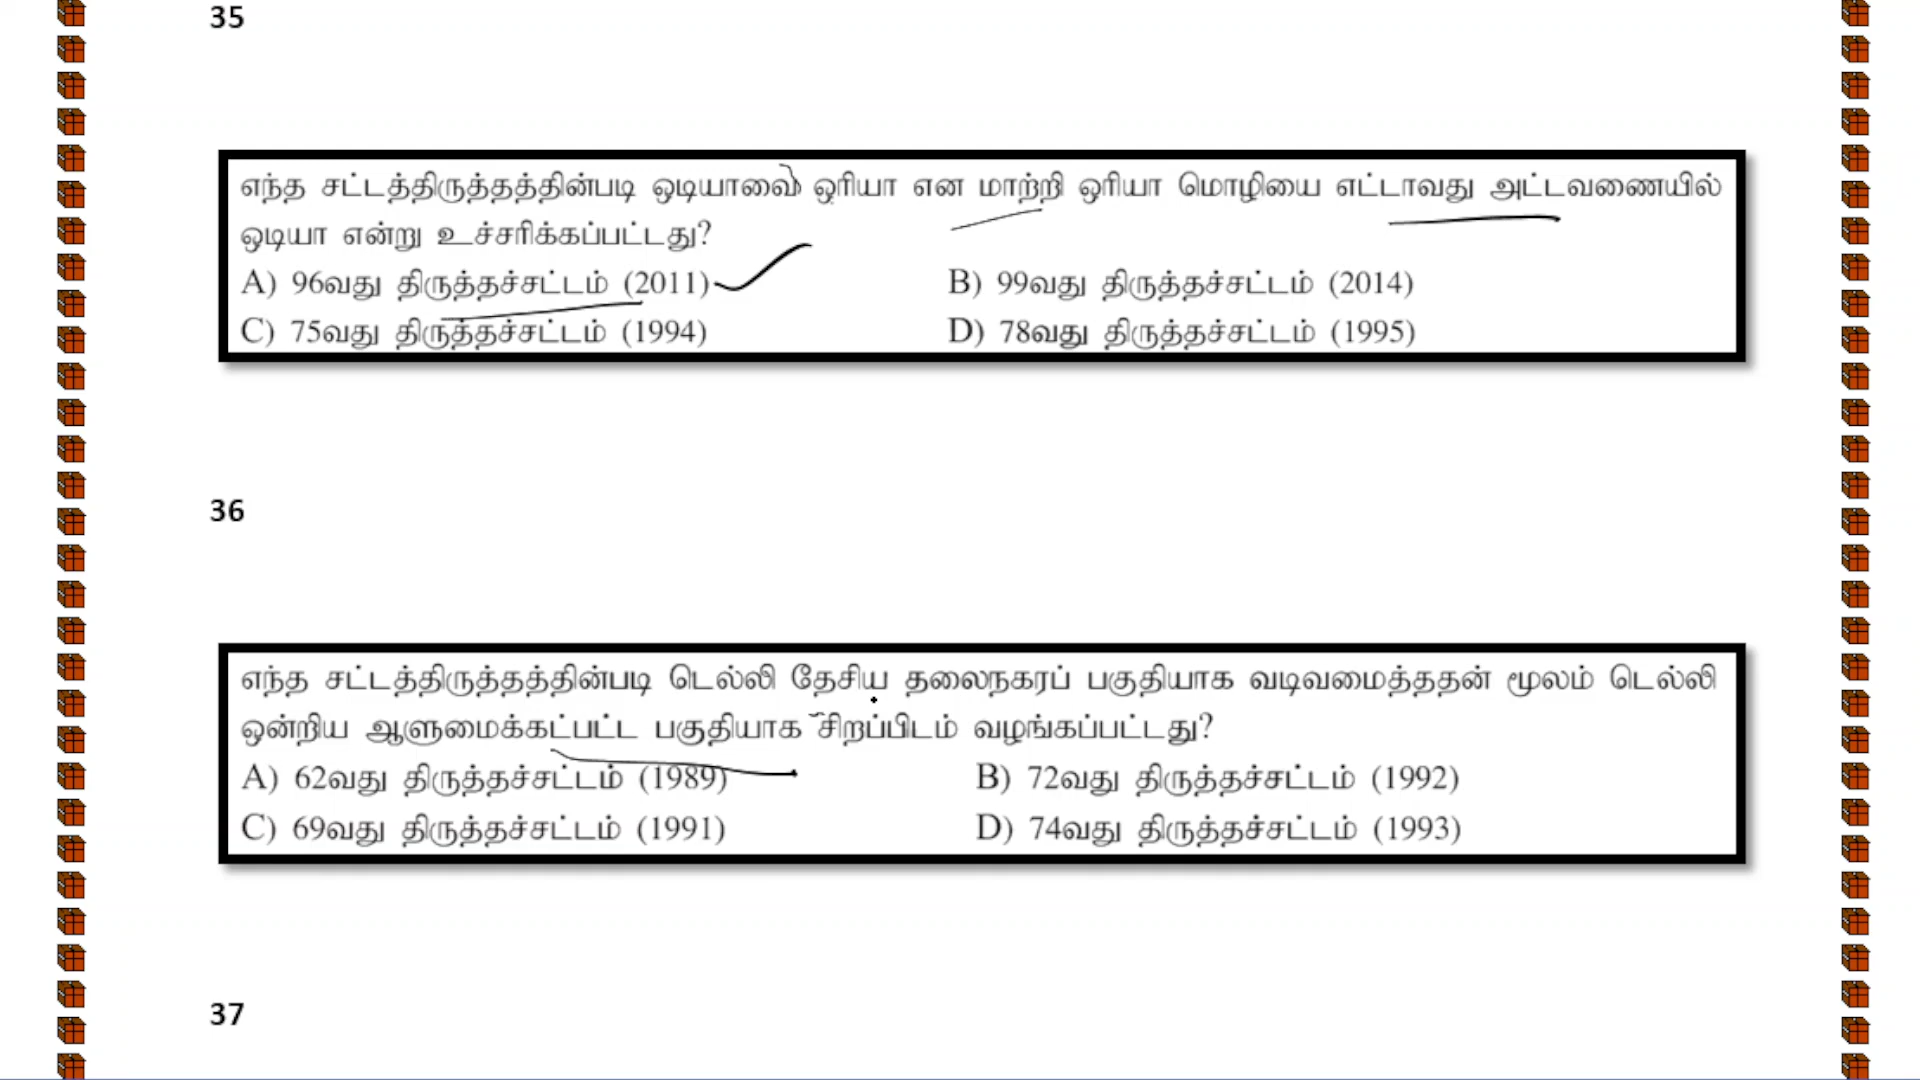 35
எந்த சட்டத்திருத்தத்தின்படி ஒடியாவை ஒரியா என மாற்றி ஒரியா மொழியை எட்டாவது அட்டவணையில்
ஒடியா என்று உச்சரிக்கப்பட்டது?
A) 96வது திருத்தச்சட்டம் (2011) B) 99வது திருத்தச்சட்டம் (2014)
C) 75வது திருத்தச்சட்டம் (1994) D) 78வது திருத்தச்சட்டம் (1995)
36
எந்த சட்டத்திருத்தத்தின்படி டெல்லி தேசிய தலைநகரப் பகுதியாக வடிவமைத்ததன் மூலம் டெல்லி
ஒன்றிய ஆளுமைக்கட்பட்ட பகுதியாக சிறப்பிடம் வழங்கப்பட்டது?
A) 62வது திருத்தச்சட்டம் (1989) B) 72வது திருத்தச்சட்டம் (1992)
C) 69வது திருத்தச்சட்டம் (1991) D) 74வது திருத்தச்சட்டம் (1993)
37